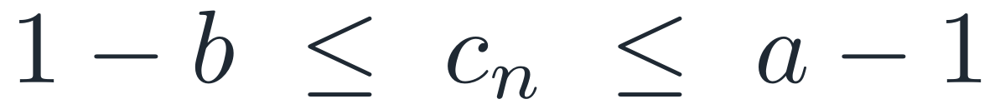 1 − b ≤ cₙ ≤ a − 1